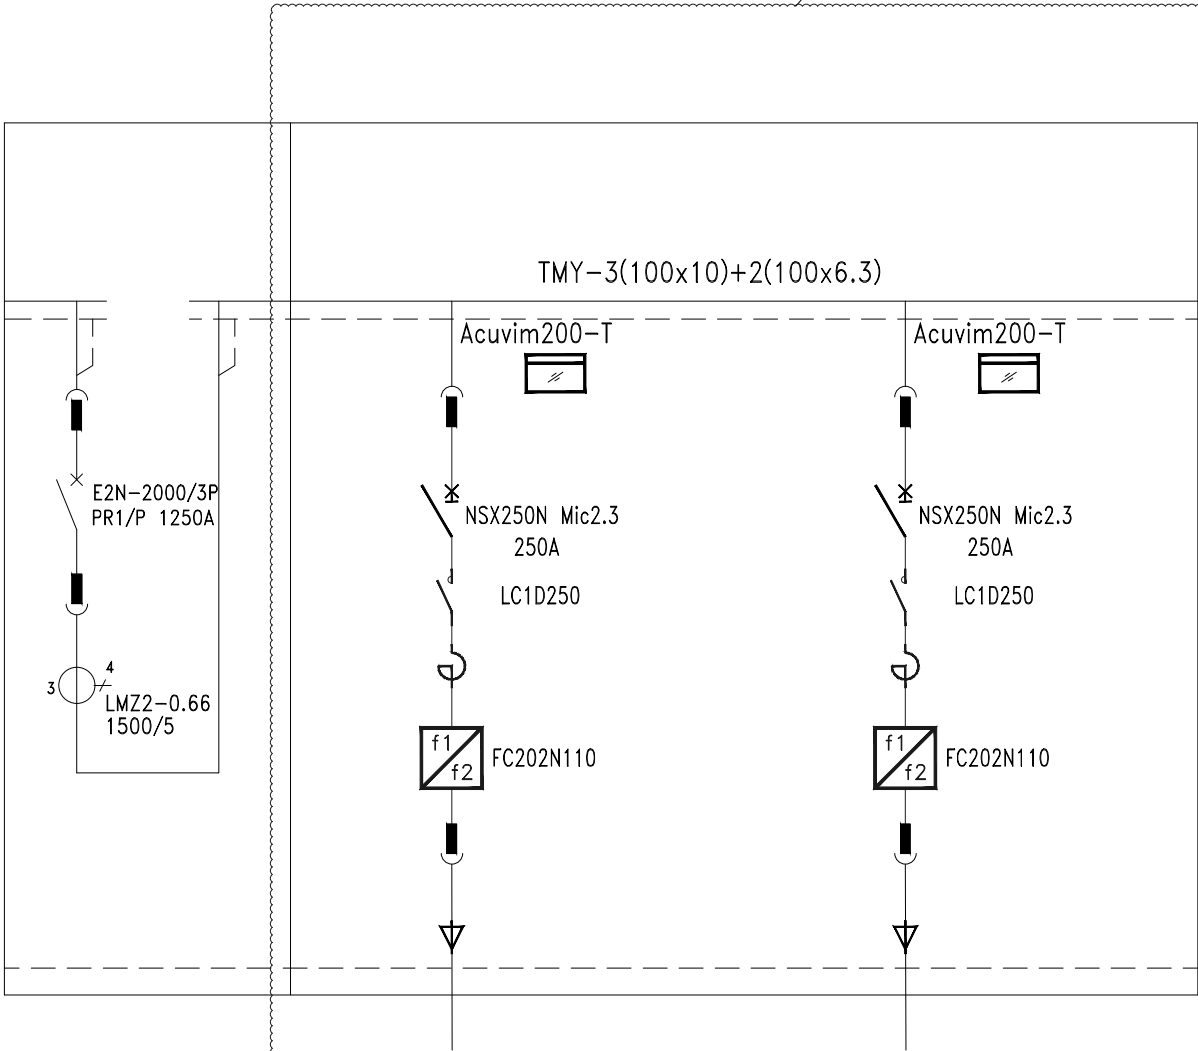 TMY-3(100x10)+2(100x6.3)
Acuvim200-T
Acuvim200-T
E2N-2000/3P
PR1/P 1250A
NSX250N Mic2.3
250A
NSX250N Mic2.3
250A
LC1D250
LC1D250
3
4
LMZ2-0.66
1500/5
f1
f2
FC202N110
f1
f2
FC202N110